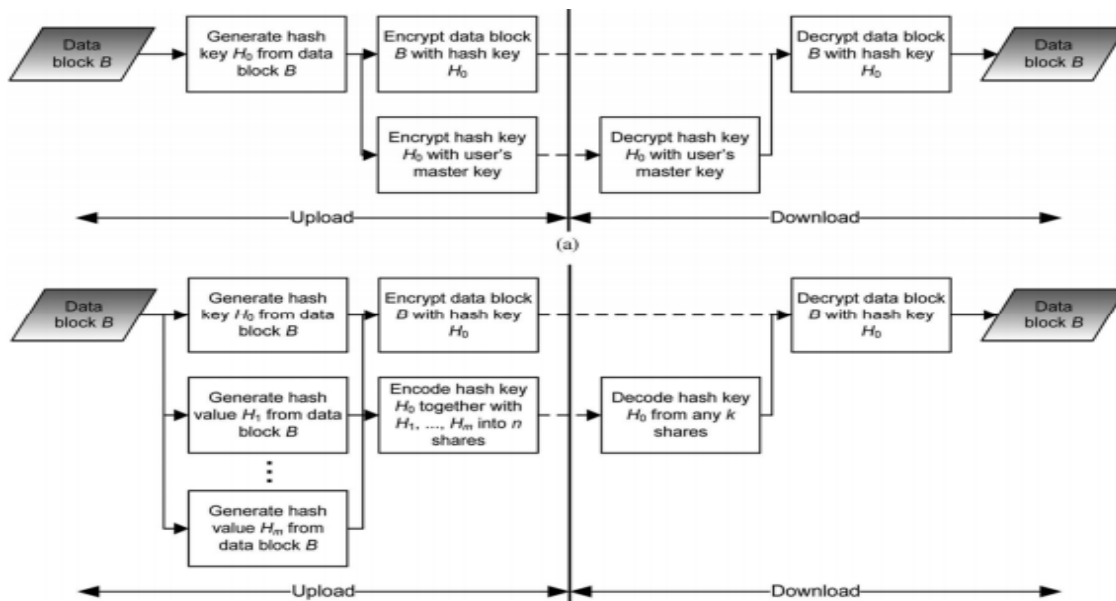 Data
block B
Generate hash
key H₀ from data
block B
Encrypt data block
B with hash key
H₀
Decrypt data block
B with hash key
H₀
Data
block B
Encrypt hash key
H₀ with user's
master key
Decrypt hash key
H₀ with user's
master key
Upload
Download
(a)
Data
block B
Generate hash
key H₀ from data
block B
Encrypt data block
B with hash key
H₀
Decrypt data block
B with hash key
H₀
Data
block B
Generate hash
value H₁ from data
block B
Encode hash key
H₀ together with
H₁, ..., Hₘ into n
shares
Decode hash key
H₀ from any k
shares
Generate hash
value Hₘ from
data block B
Upload
Download